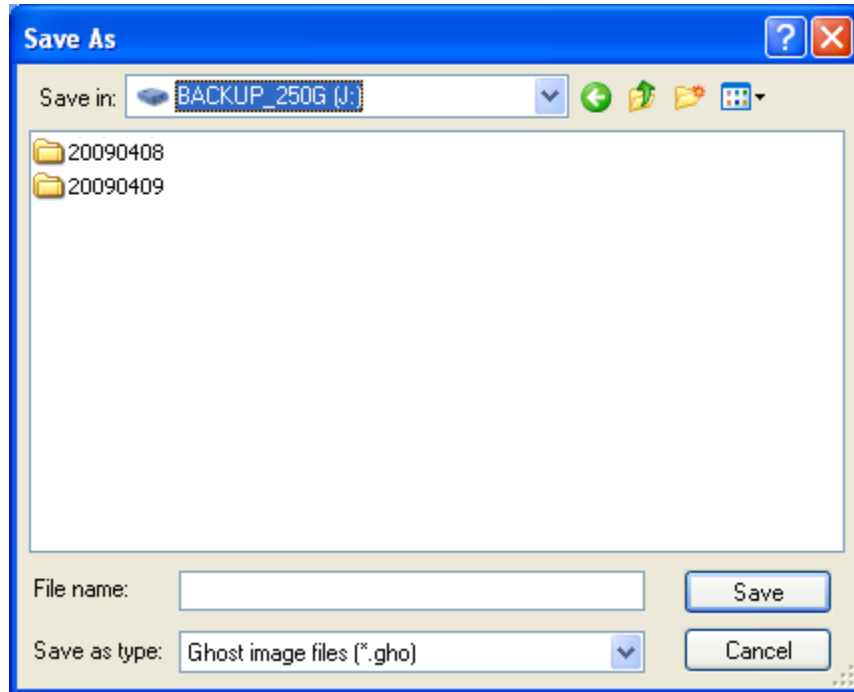 Save As
Save in: BACKUP_250G (J:)
20090408
20090409
File name:
Save
Save as type: Ghost image files (*.gho)
Cancel